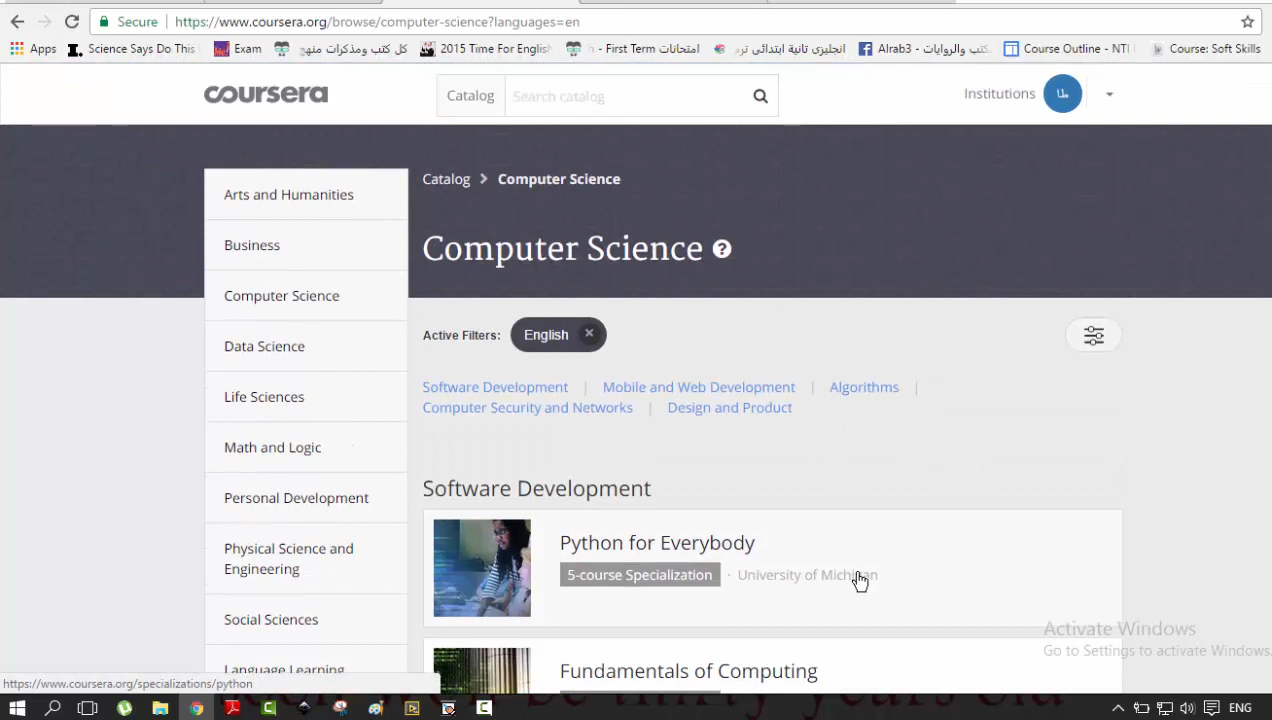 Secure https://www.coursera.org/browse/computer-science?languages=en
Apps Science Says Do This Exam كل كتب ومذكرات منهج 2015 Time For English امتحانات First Term - n انجليزى ثانية ابتدائى ترم كتب والروايات Alrab3 Course Outline - NTI Course: Soft Skills
coursera Catalog Search catalog Institutions
Catalog > Computer Science
Computer Science ?
Arts and Humanities
Business
Computer Science
Data Science
Life Sciences
Math and Logic
Personal Development
Physical Science and
Engineering
Social Sciences
Language Learning
Active Filters: English ×
Software Development | Mobile and Web Development | Algorithms |
Computer Security and Networks | Design and Product
Software Development
Python for Everybody
5-course Specialization · University of Michigan
Fundamentals of Computing
Activate Windows
Go to Settings to activate Windows.
https://www.coursera.org/specializations/python
ENG